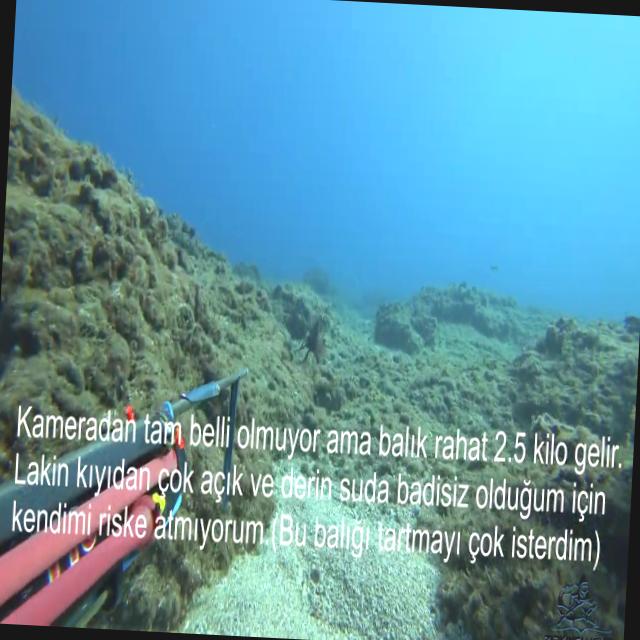 Kameradan tam belli olmuyor ama balık rahat 2.5 kilo gelir.
Lakin kıyıdan çok açık ve derin suda badisiz olduğum için
kendimi riske atmıyorum (Bu balığı tartmayı çok isterdim)